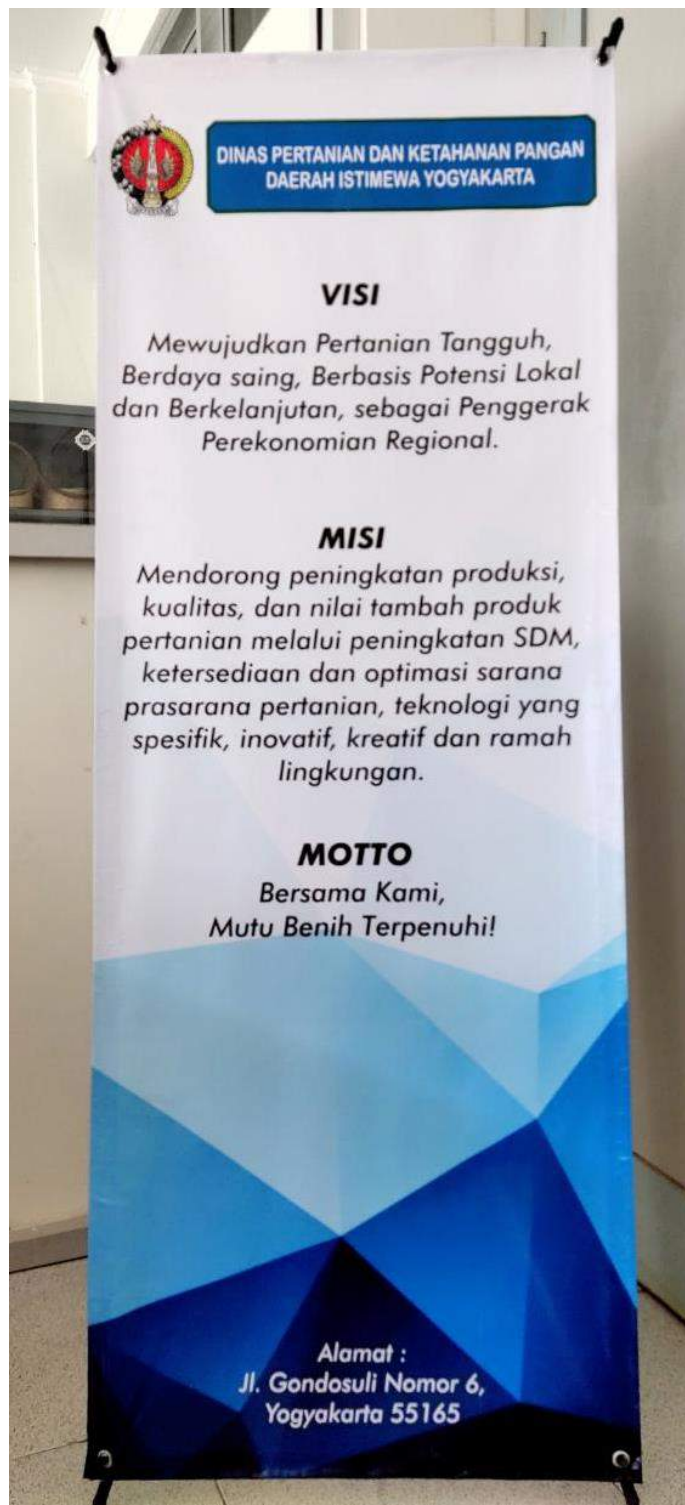 DINAS PERTANIAN DAN KETAHANAN PANGAN
DAERAH ISTIMEWA YOGYAKARTA
VISI
Mewujudkan Pertanian Tangguh,
Berdaya saing, Berbasis Potensi Lokal
dan Berkelanjutan, sebagai Penggerak
Perekonomian Regional.
MISI
Mendorong peningkatan produksi,
kualitas, dan nilai tambah produk
pertanian melalui peningkatan SDM,
ketersediaan dan optimasi sarana
prasarana pertanian, teknologi yang
spesifik, inovatif, kreatif dan ramah
lingkungan.
MOTTO
Bersama Kami,
Mutu Benih Terpenuhi!
Alamat :
Jl. Gondosuli Nomor 6,
Yogyakarta 55165